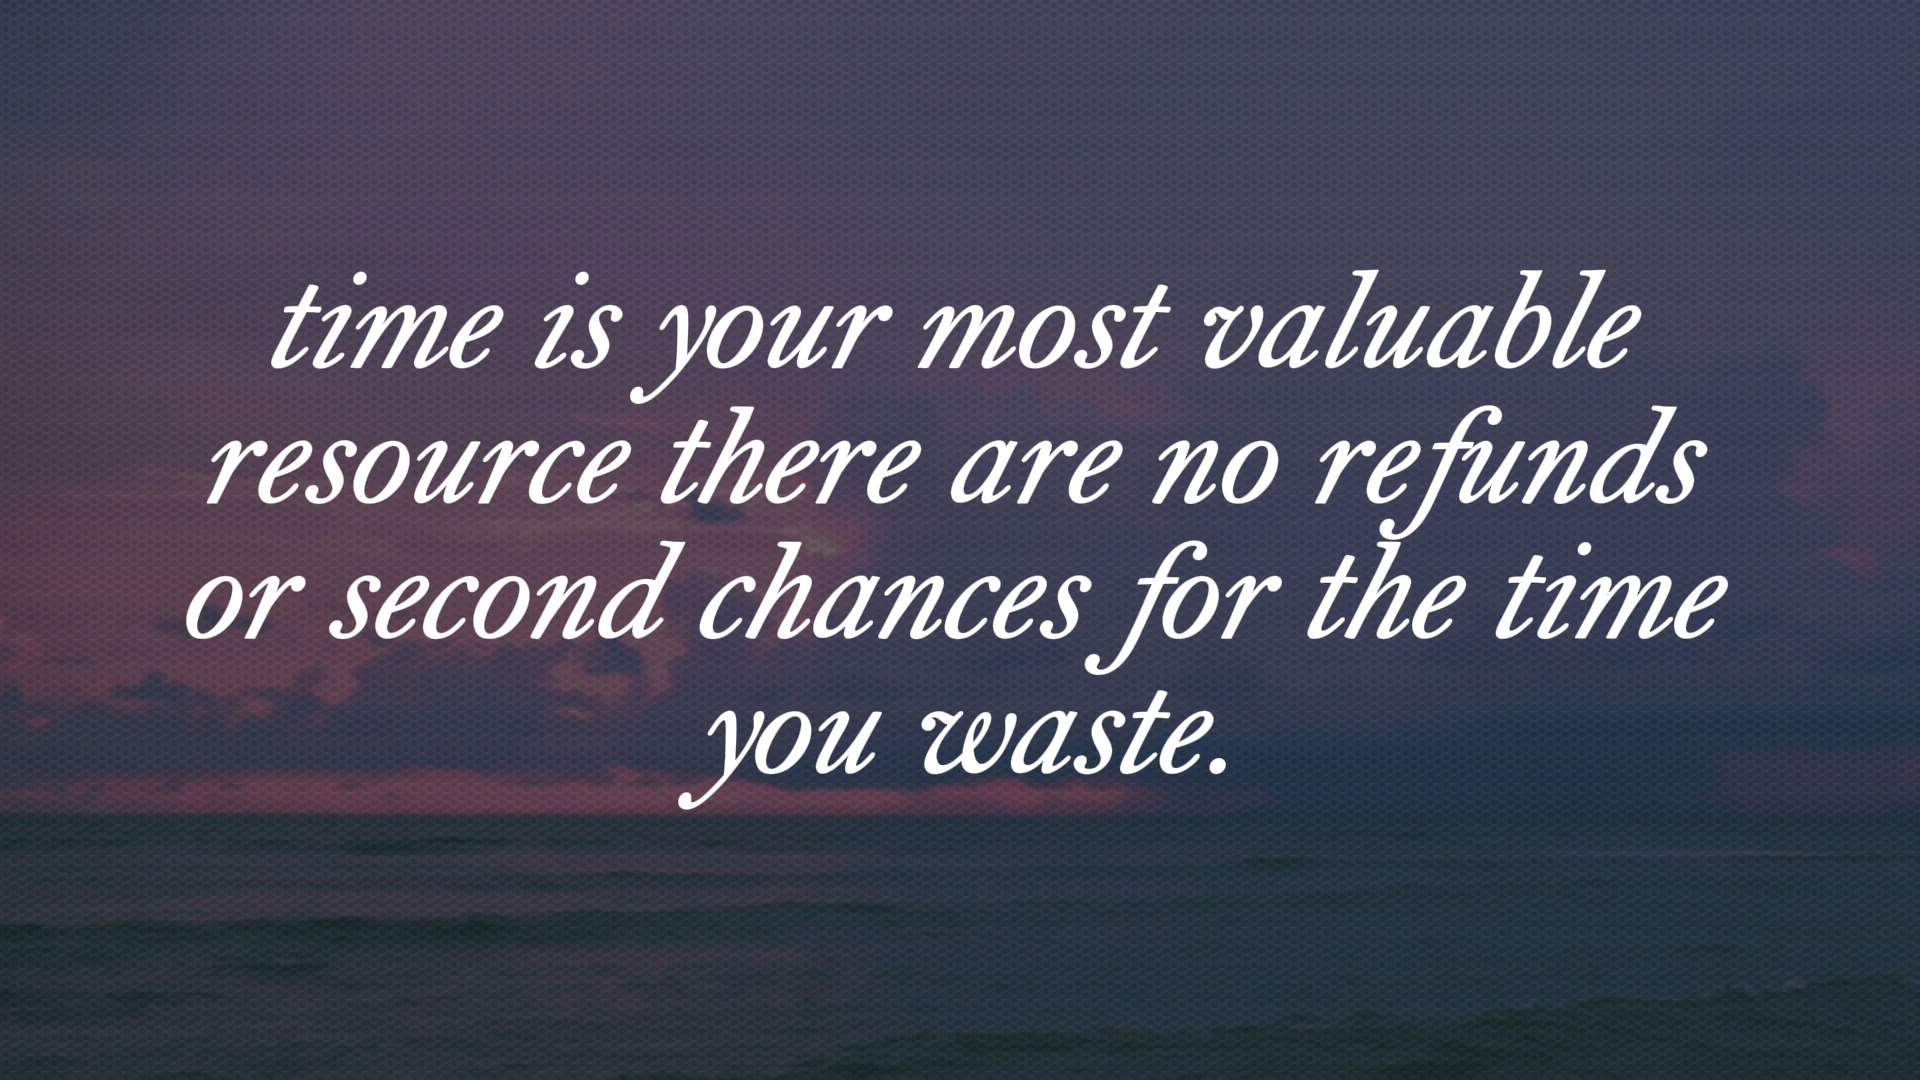 time is your most valuable
resource there are no refunds
or second chances for the time
you waste.